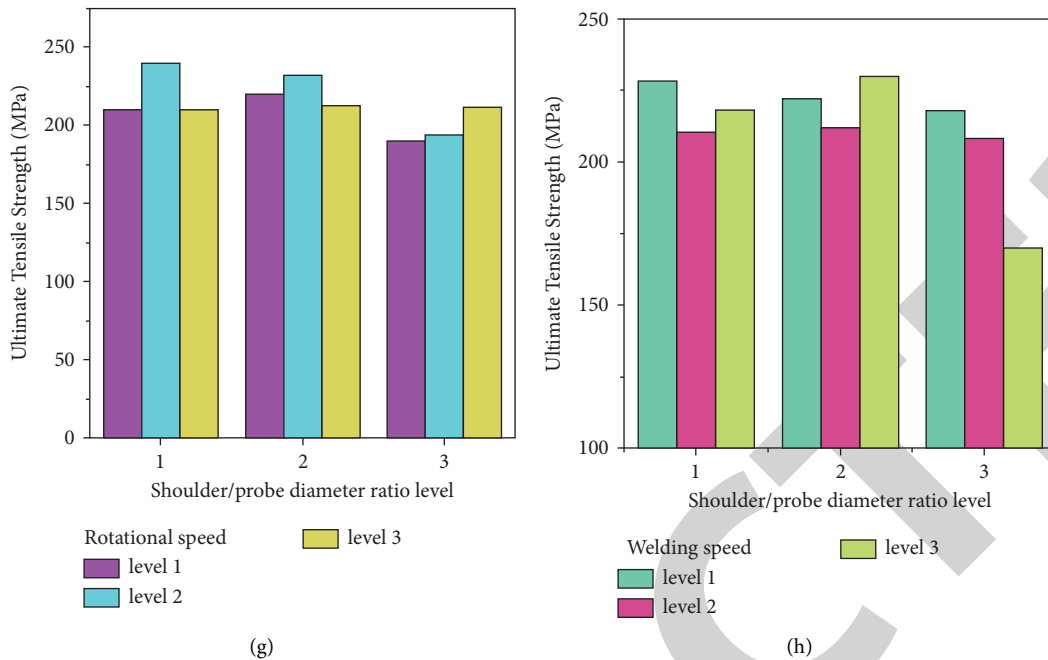 250
200
150
100
50
0
Ultimate Tensile Strength (MPa)
1 2 3
Shoulder/probe diameter ratio level
Rotational speed
level 1
level 2
level 3
(g)
250
200
150
100
Ultimate Tensile Strength (MPa)
1 2 3
Shoulder/probe diameter ratio level
Welding speed
level 1
level 2
level 3
(h)